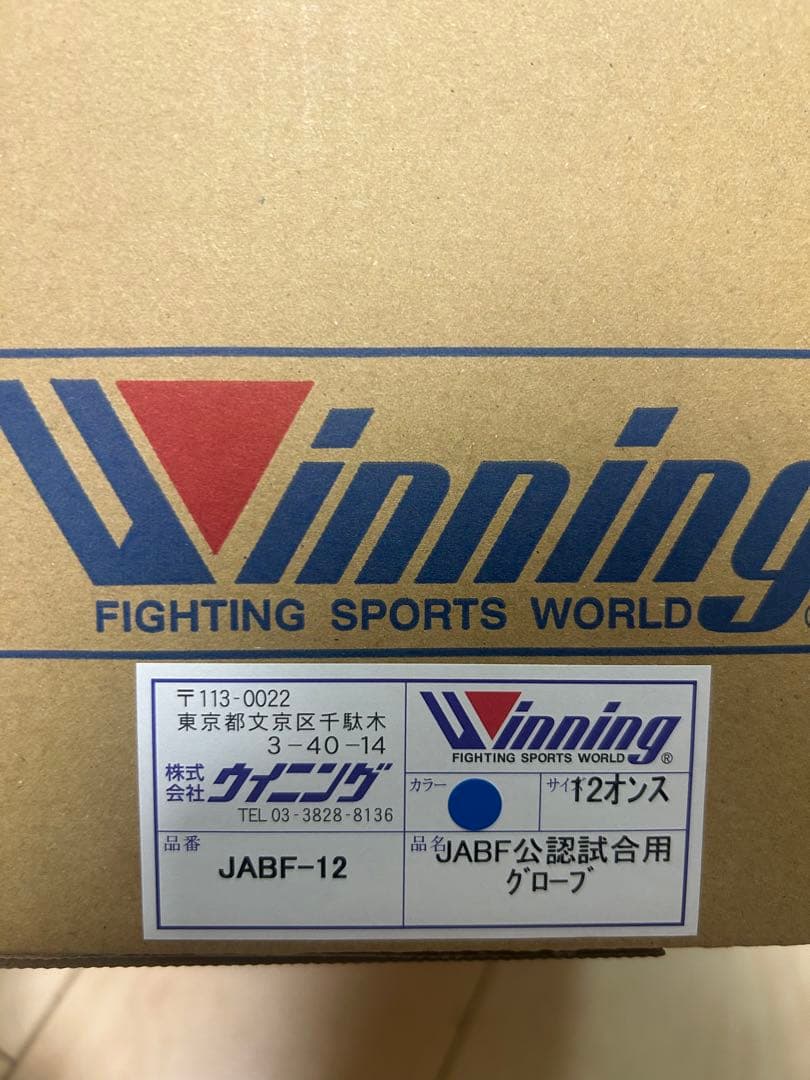 Winning
FIGHTING SPORTS WORLD
〒113-0022
東京都文京区千駄木
3-40-14
株式会社 ウイニング
TEL 03-3828-8136
Winning
FIGHTING SPORTS WORLD ®
カラー
サイズ 12オンス
品番
JABF-12
品名 JABF公認試合用
グローブ